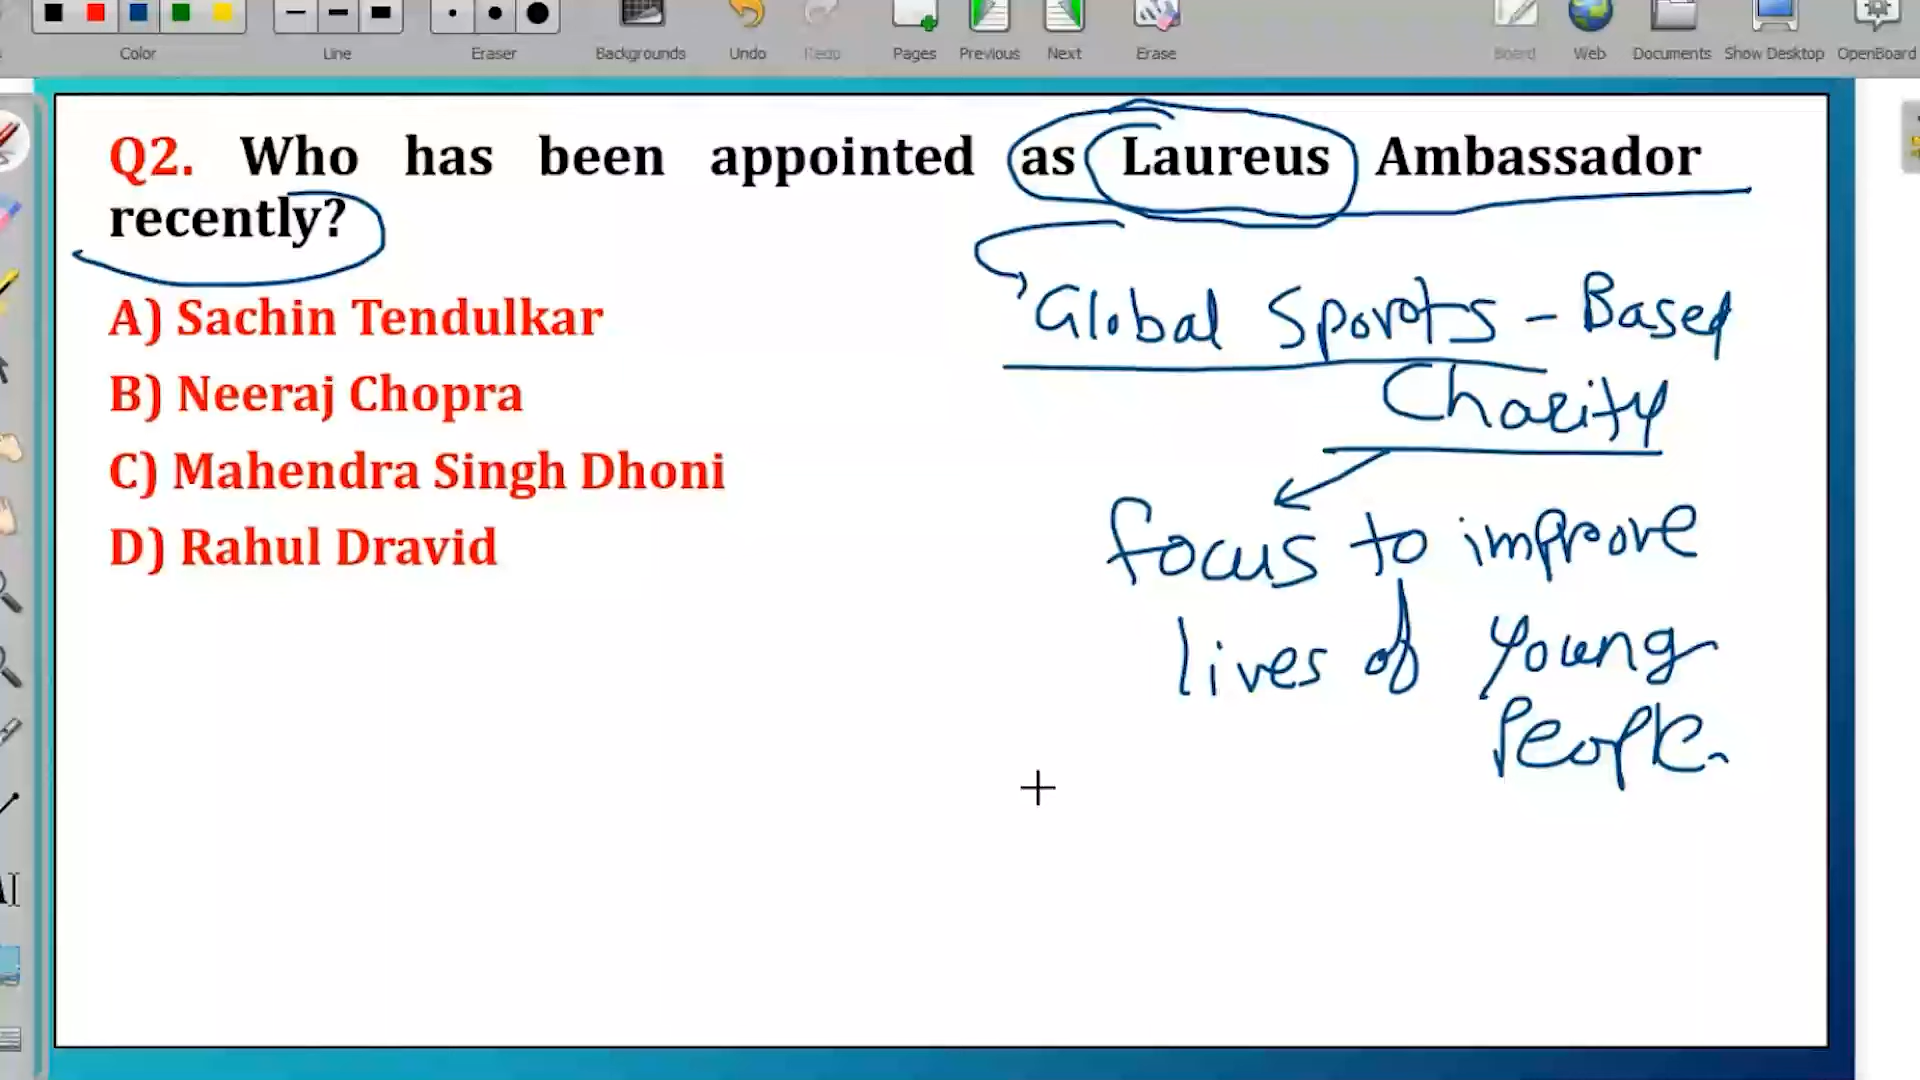 Color Line Eraser Backgrounds Undo Redo Pages Previous Next Erase Board Web Documents Show Desktop OpenBoard
Q2. Who has been appointed as Laureus Ambassador
recently?
A) Sachin Tendulkar
B) Neeraj Chopra
C) Mahendra Singh Dhoni
D) Rahul Dravid
Global Sports - Based
Charity
focus to improve
lives of young
People.